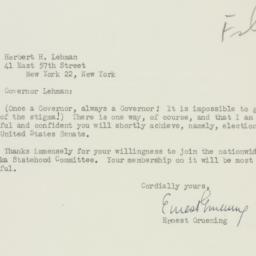 Herbert H. Lehman
41 East 57th Street
New York 22, New York
Governor Lehman:
(Once a Governor, always a Governor! It is impossible to g
of the stigma!) There is one way, of course, and that I am
ful and confident you will shortly achieve, namely, election
United States Senate.
Thanks immensely for your willingness to join the nationwid
ka Statehood Committee. Your membership on it will be most
ful.
Cordially yours,
Ernest Gruening
Ernest Gruening